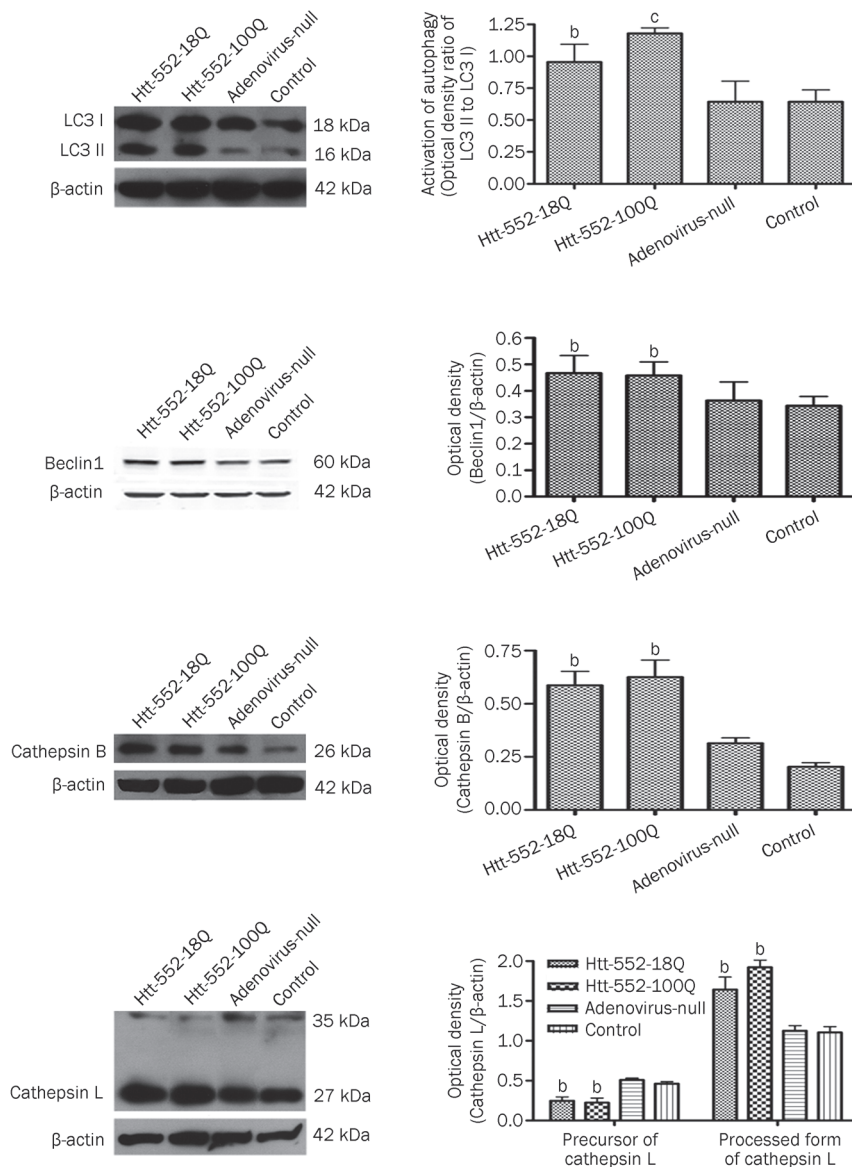 Htt-552-18Q
Htt-552-100Q
Adenovirus-null
Control
LC3 I
18 kDa
LC3 II
16 kDa
β-actin
42 kDa
Activation of autophagy
(Optical density ratio of
LC3 II to LC3 I)
1.25
1.00
0.75
0.50
0.25
0.00
b
c
Htt-552-18Q
Htt-552-100Q
Adenovirus-null
Control
Htt-552-18Q
Htt-552-100Q
Adenovirus-null
Control
Beclin1
60 kDa
β-actin
42 kDa
Optical density
(Beclin1/β-actin)
0.6
0.5
0.4
0.3
0.2
0.1
0.0
b
b
Htt-552-18Q
Htt-552-100Q
Adenovirus-null
Control
Htt-552-18Q
Htt-552-100Q
Adenovirus-null
Control
Cathepsin B
26 kDa
β-actin
42 kDa
Optical density
(Cathepsin B/β-actin)
0.75
0.50
0.25
0.00
b
b
Htt-552-18Q
Htt-552-100Q
Adenovirus-null
Control
Htt-552-18Q
Htt-552-100Q
Adenovirus-null
Control
35 kDa
Cathepsin L
27 kDa
β-actin
42 kDa
Optical density
(Cathepsin L/β-actin)
2.0
1.5
1.0
0.5
0.0
Htt-552-18Q
Htt-552-100Q
Adenovirus-null
Control
b
b
b
b
Precursor of
cathepsin L
Processed form
of cathepsin L